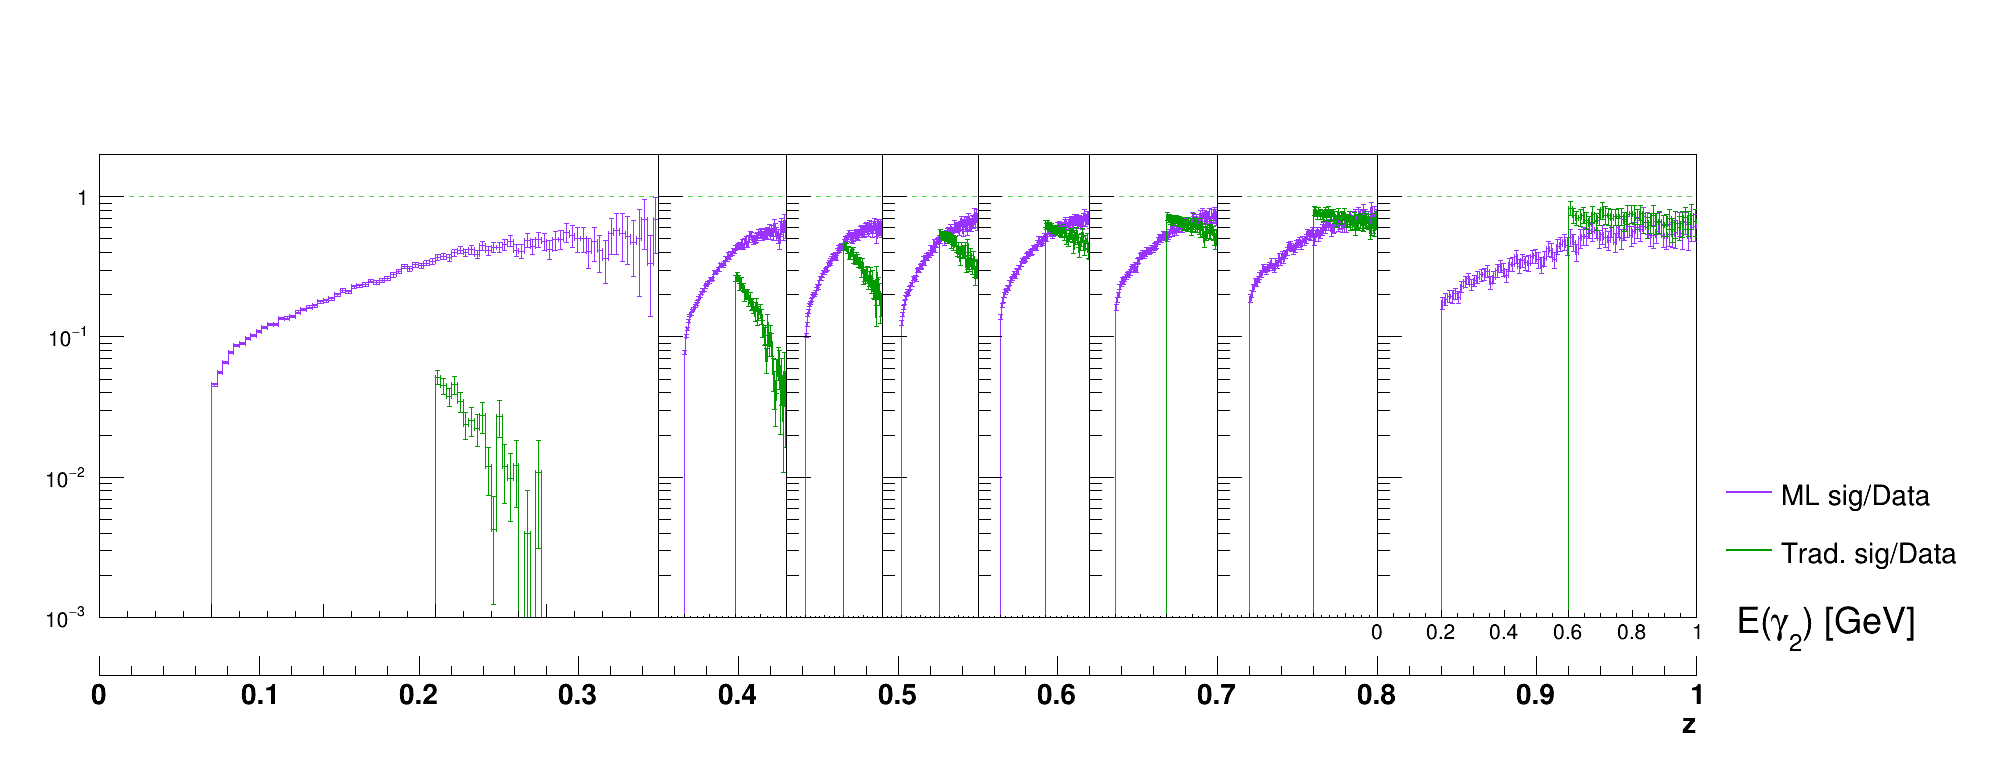 1
10⁻¹
10⁻²
10⁻³
ML sig/Data
Trad. sig/Data
E(γ₂) [GeV]
0 0.2 0.4 0.6 0.8 1
0 0.1 0.2 0.3 0.4 0.5 0.6 0.7 0.8 0.9 1
z